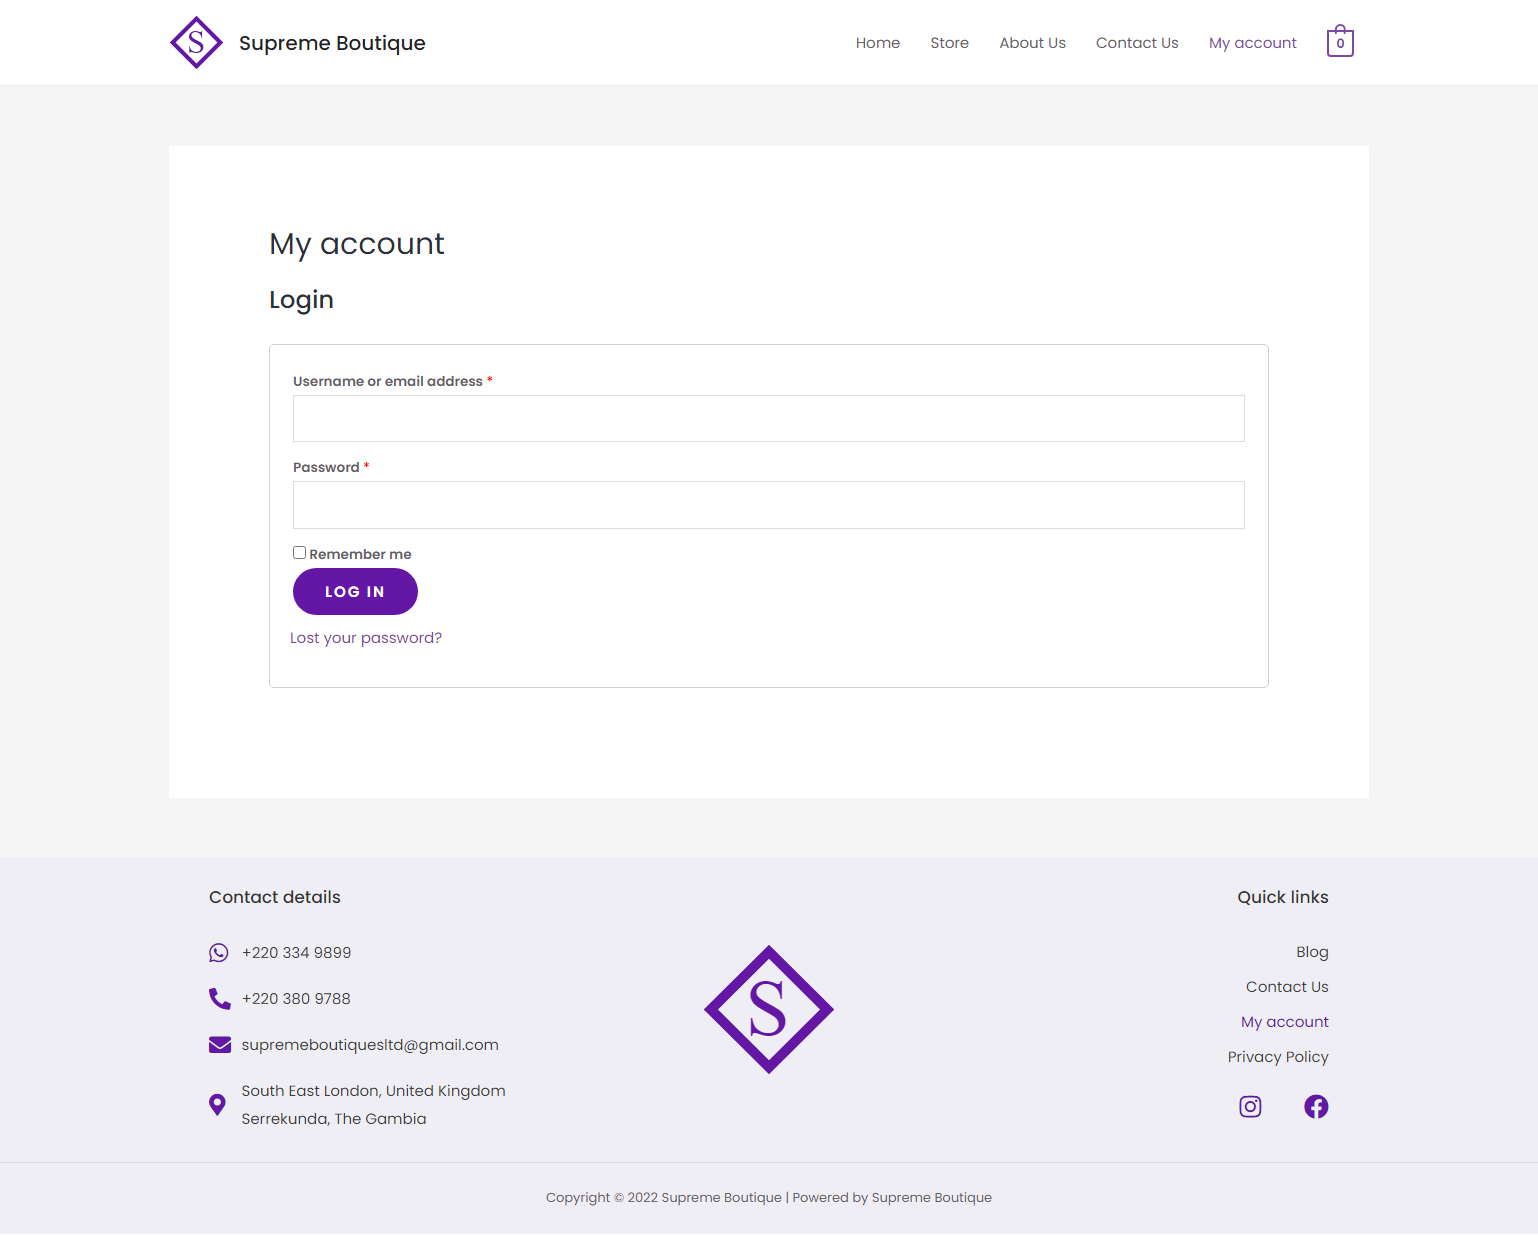 S
Supreme Boutique
Home
Store
About Us
Contact Us
My account
0
My account
Login
Username or email address *
Password *
Remember me
LOG IN
Lost your password?
Contact details
+220 334 9899
+220 380 9788
supremeboutiquesltd@gmail.com
South East London, United Kingdom
Serrekunda, The Gambia
S
Quick links
Blog
Contact Us
My account
Privacy Policy
Copyright © 2022 Supreme Boutique | Powered by Supreme Boutique